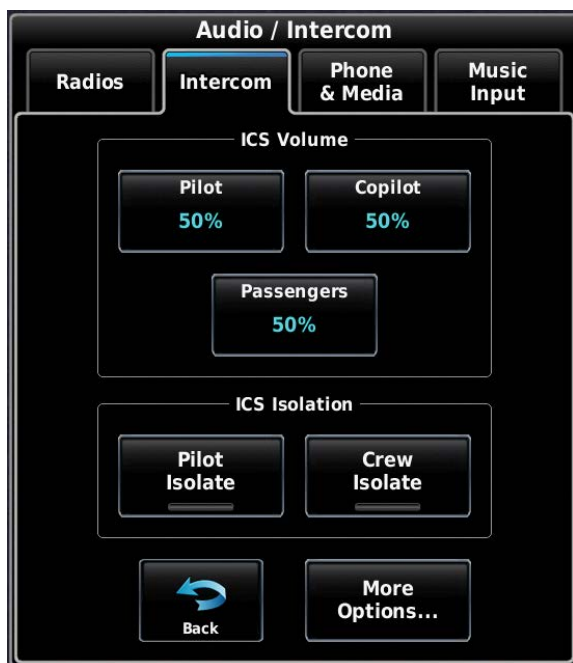 Audio / Intercom
Radios
Intercom
Phone
& Media
Music
Input
ICS Volume
Pilot
50%
Copilot
50%
Passengers
50%
ICS Isolation
Pilot
Isolate
Crew
Isolate
Back
More
Options...